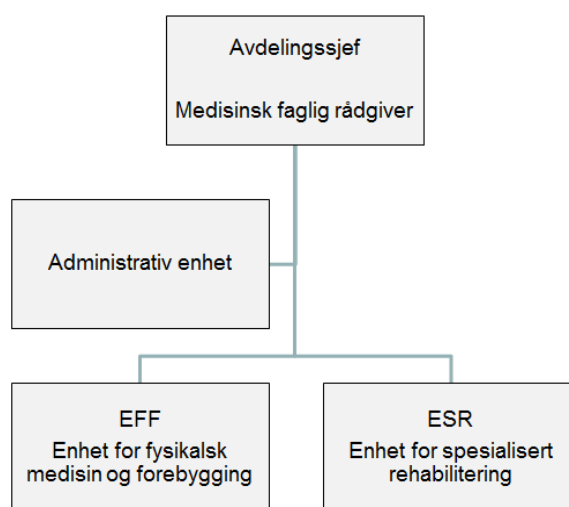 Avdelingssjef
Medisinsk faglig rådgiver
Administrativ enhet
EFF
Enhet for fysikalsk
medisin og forebygging
ESR
Enhet for spesialisert
rehabilitering